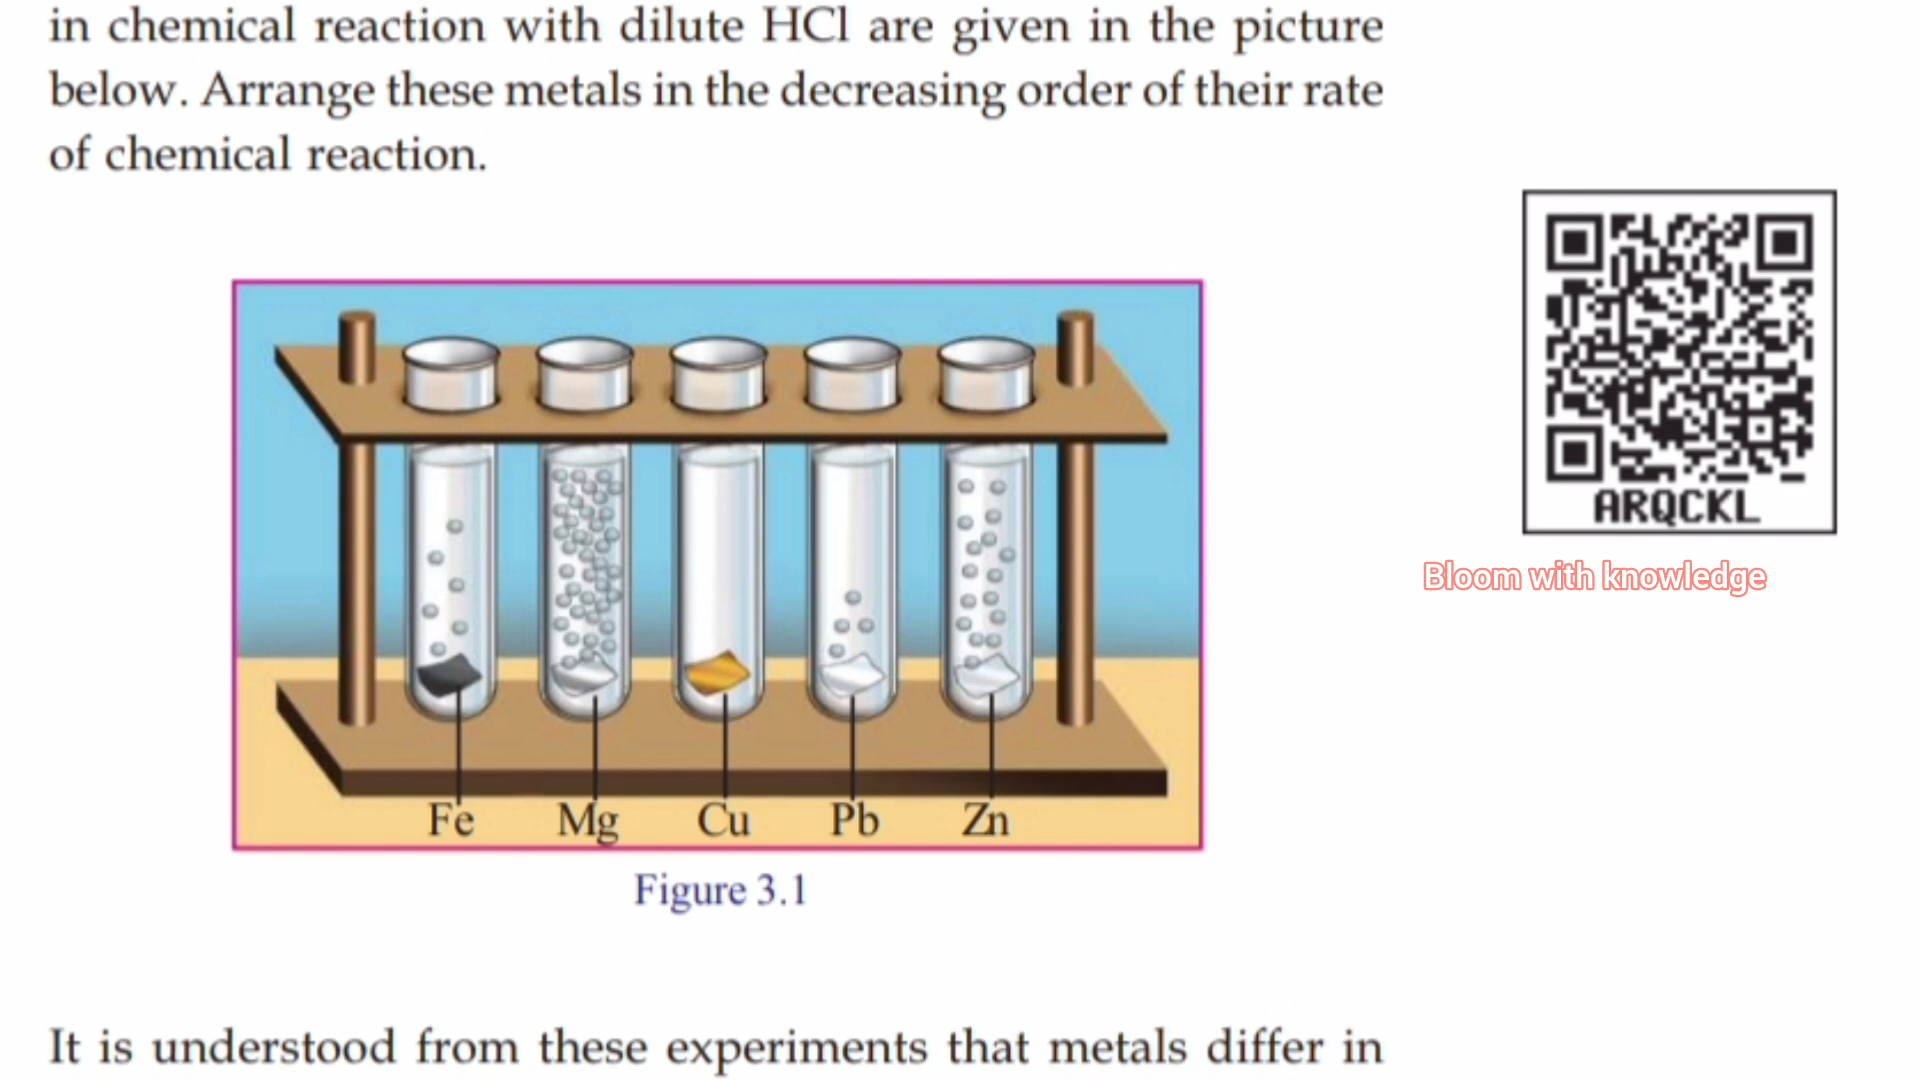 in chemical reaction with dilute HCl are given in the picture
below. Arrange these metals in the decreasing order of their rate
of chemical reaction.
ARQCKL
Bloom with knowledge
Fe Mg Cu Pb Zn
Figure 3.1
It is understood from these experiments that metals differ in